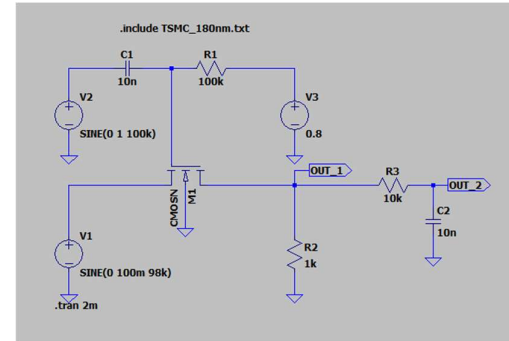 .include TSMC_180nm.txt
C1
10n
R1
100k
V2
SINE(0 1 100k)
V3
0.8
CMOSN
M1
OUT_1
R3
10k
OUT_2
C2
10n
R2
1k
V1
SINE(0 100m 98k)
.tran 2m